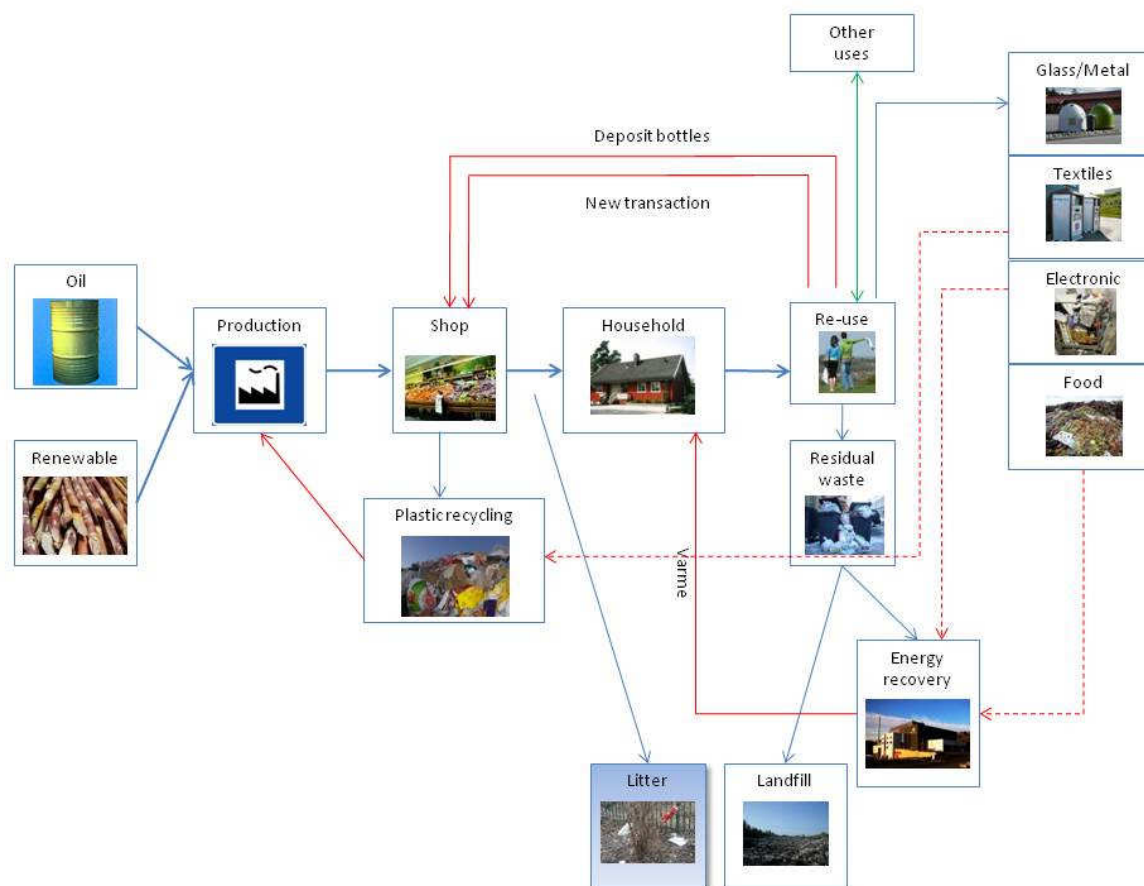 Other
uses
Glass/Metal
Deposit bottles
Textiles
New transaction
Oil
Electronic
Production
Shop
Household
Re-use
Food
Renewable
Residual
waste
Plastic recycling
Varme
Energy
recovery
Litter
Landfill